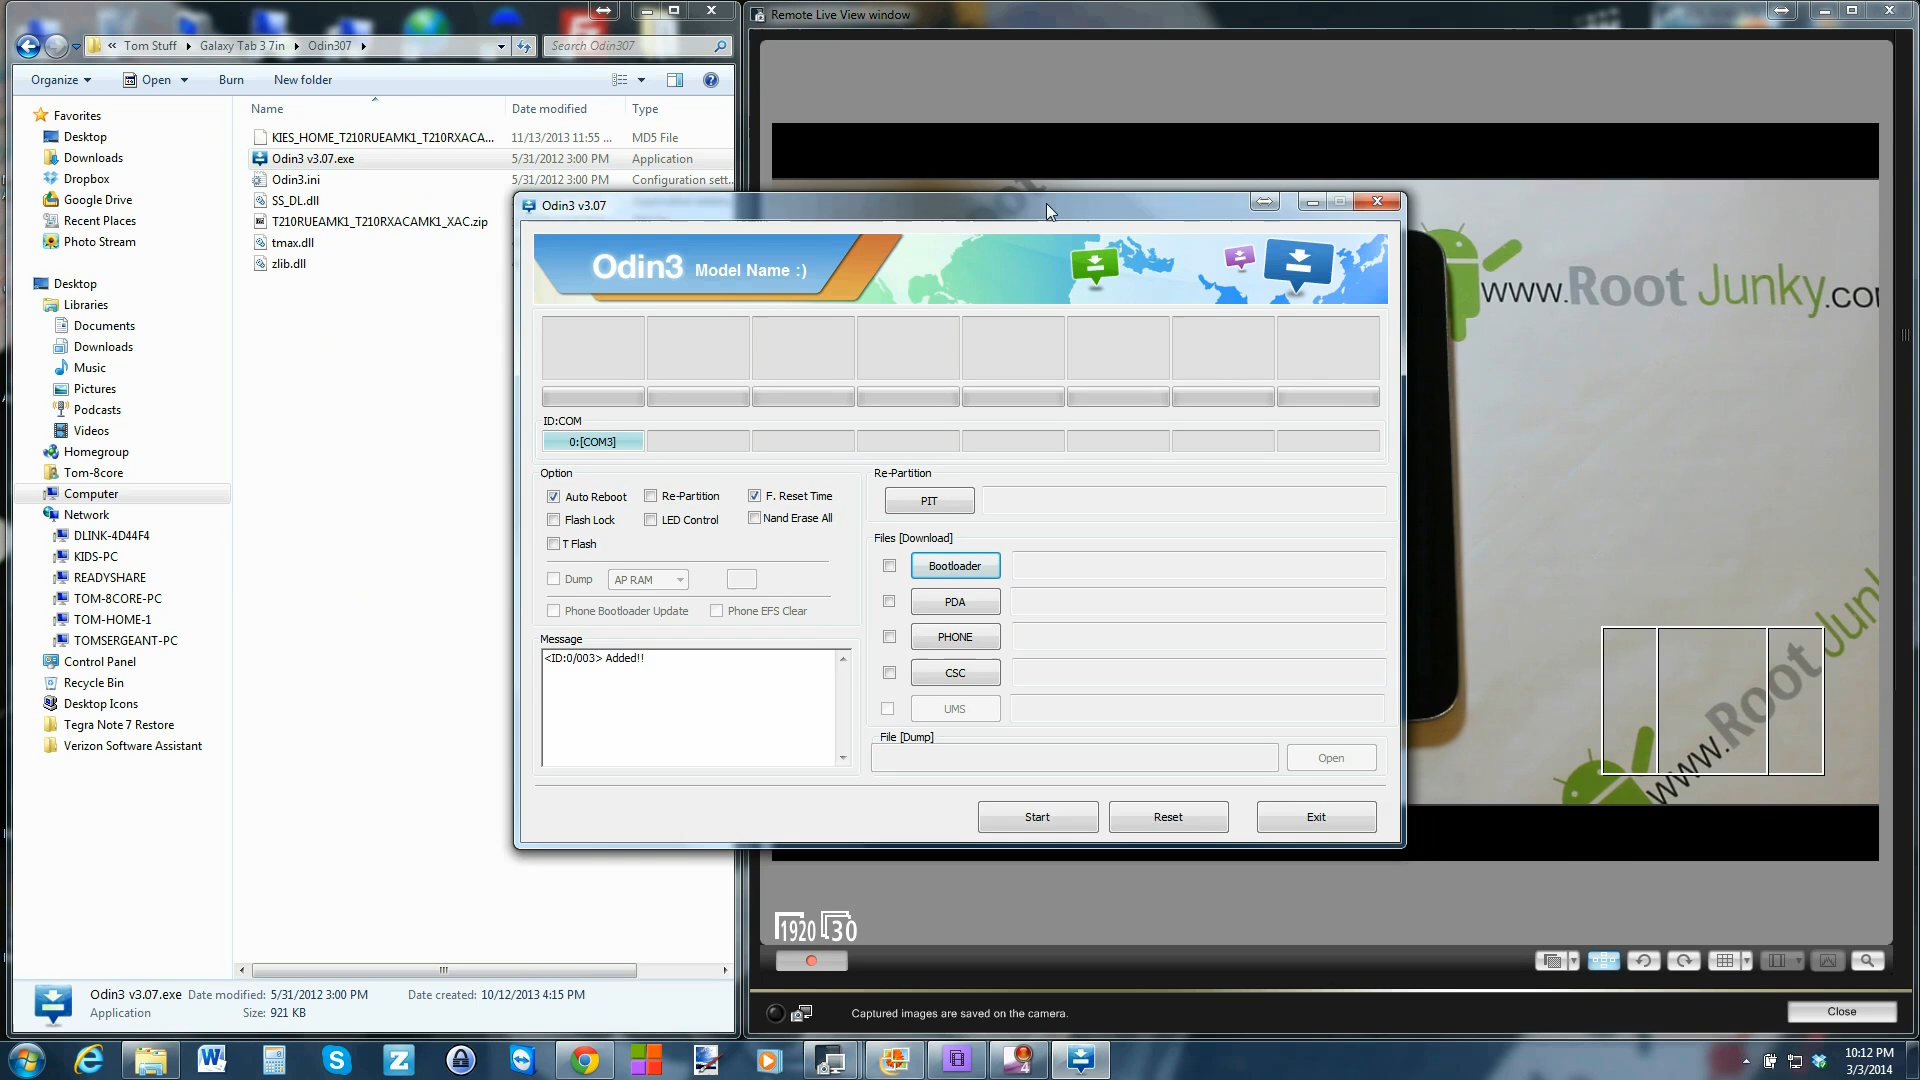 Tom Stuff
Galaxy Tab 3 7in
Odin307
Search Odin307
Organize
Open
Burn
New folder
Favorites
Desktop
Downloads
Dropbox
Google Drive
Recent Places
Photo Stream
Desktop
Libraries
Documents
Downloads
Music
Pictures
Podcasts
Videos
Homegroup
Tom-8core
Computer
Network
DLINK-4D44F4
KIDS-PC
READYSHARE
TOM-8CORE-PC
TOM-HOME-1
TOMSERGEANT-PC
Control Panel
Recycle Bin
Desktop Icons
Tegra Note 7 Restore
Verizon Software Assistant
Name Date modified Type
KIES_HOME_T210RUEAMK1_T210RXACA... 11/13/2013 11:55 ... MD5 File
Odin3 v3.07.exe 5/31/2012 3:00 PM Application
Odin3.ini 5/31/2012 3:00 PM Configuration sett...
SS_DL.dll
T210RUEAMK1_T210RXACAMK1_XAC.zip
tmax.dll
zlib.dll
Odin3 v3.07.exe Date modified: 5/31/2012 3:00 PM Date created: 10/12/2013 4:15 PM
Application Size: 921 KB
Odin3 v3.07
Odin3 Model Name :)
ID:COM
0:[COM3]
Option
Auto Reboot Re-Partition F. Reset Time
Flash Lock LED Control Nand Erase All
T Flash
Dump AP RAM
Phone Bootloader Update Phone EFS Clear
Message
<ID:0/003> Added!!
Re-Partition
PIT
Files [Download]
Bootloader
PDA
PHONE
CSC
UMS
File [Dump]
Open
Start Reset Exit
Remote Live View window
www.Root Junky.co
www.Root Junky
1920 30
Captured images are saved on the camera.
Close
10:12 PM
3/3/2014